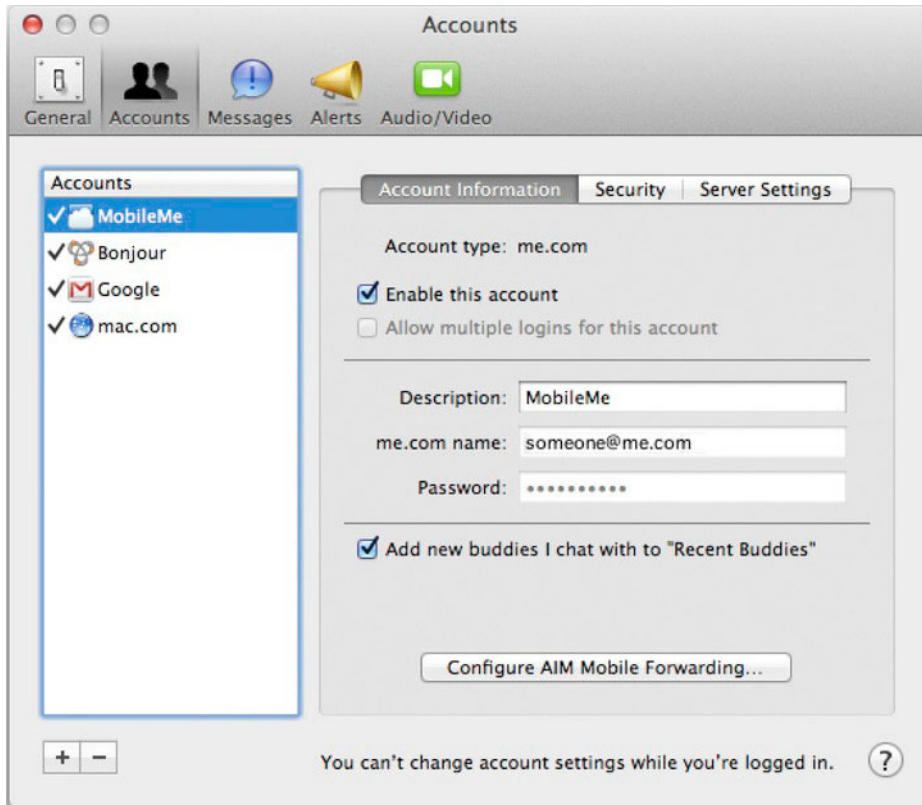 Accounts
General Accounts Messages Alerts Audio/Video
Accounts
MobileMe
Bonjour
Google
mac.com
Account Information Security Server Settings
Account type: me.com
Enable this account
Allow multiple logins for this account
Description: MobileMe
me.com name: someone@me.com
Password: ••••••••••
Add new buddies I chat with to "Recent Buddies"
Configure AIM Mobile Forwarding...
+ −
You can't change account settings while you're logged in. ?